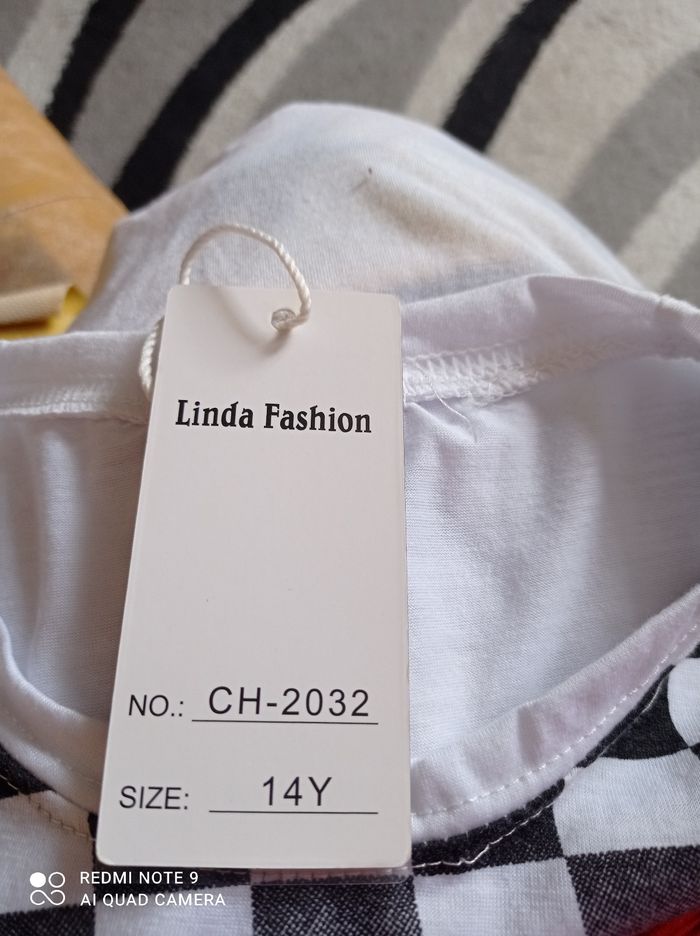 Linda Fashion
NO.: CH-2032
SIZE: 14Y
REDMI NOTE 9
AI QUAD CAMERA